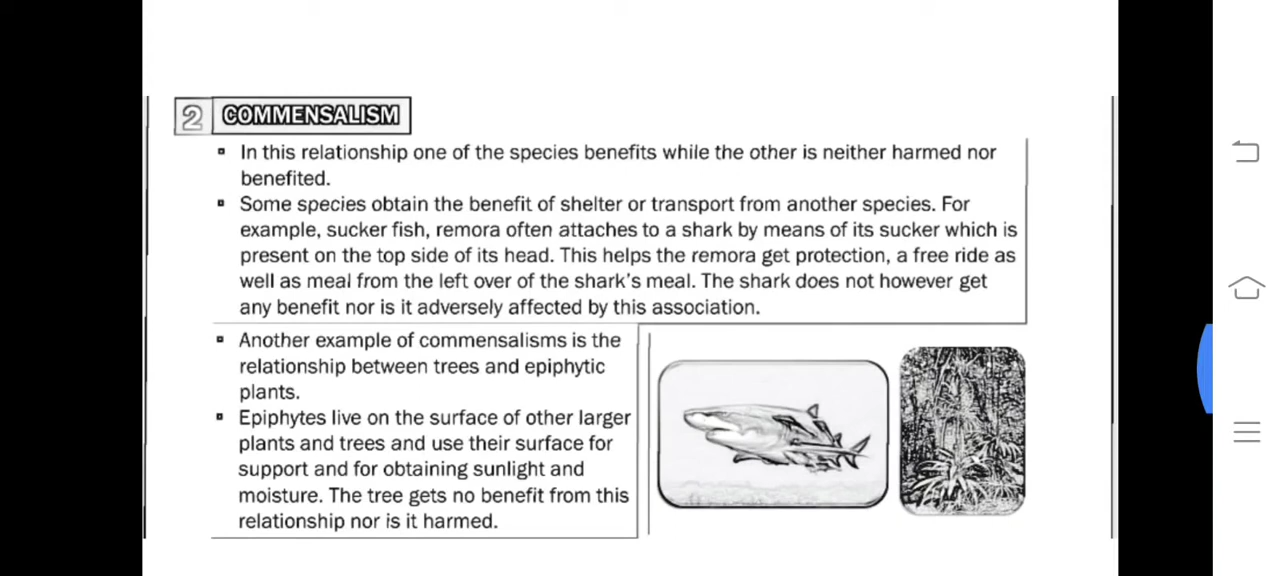 2 COMMENSALISM
▪ In this relationship one of the species benefits while the other is neither harmed nor
benefited.
▪ Some species obtain the benefit of shelter or transport from another species. For
example, sucker fish, remora often attaches to a shark by means of its sucker which is
present on the top side of its head. This helps the remora get protection, a free ride as
well as meal from the left over of the shark's meal. The shark does not however get
any benefit nor is it adversely affected by this association.
▪ Another example of commensalisms is the
relationship between trees and epiphytic
plants.
▪ Epiphytes live on the surface of other larger
plants and trees and use their surface for
support and for obtaining sunlight and
moisture. The tree gets no benefit from this
relationship nor is it harmed.